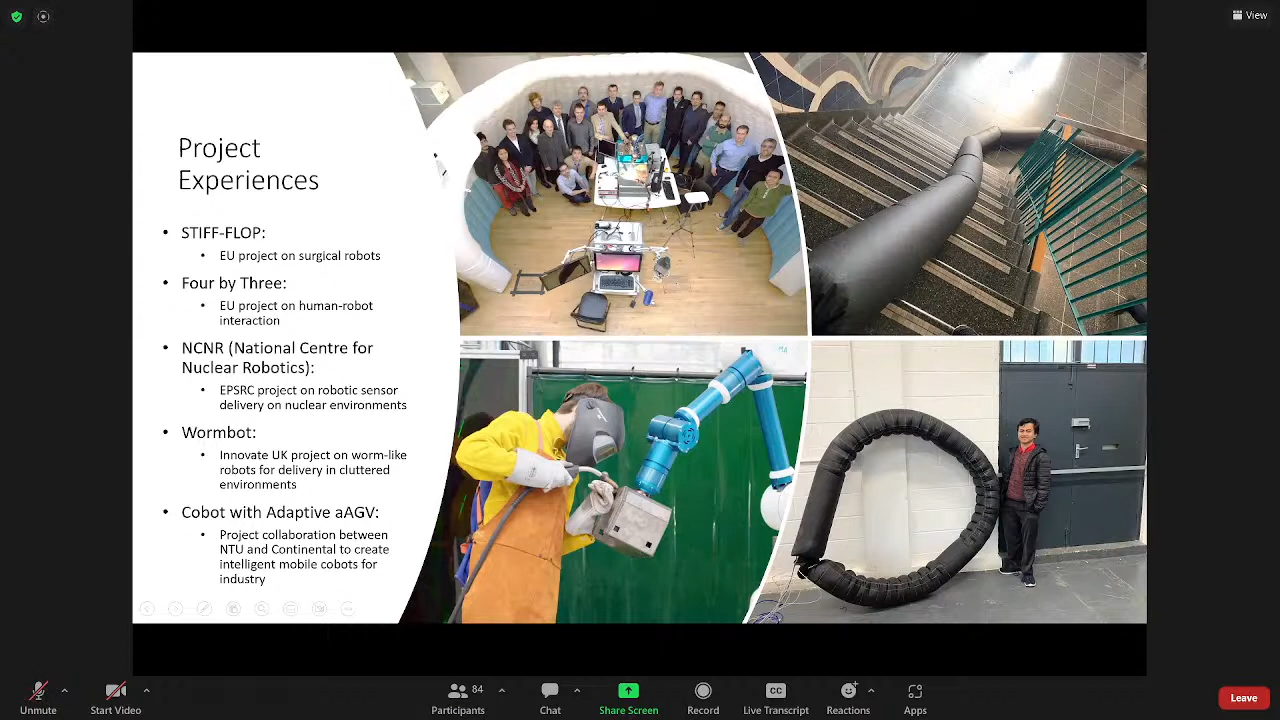 View
Project
Experiences
• STIFF-FLOP:
• EU project on surgical robots
• Four by Three:
• EU project on human-robot
interaction
• NCNR (National Centre for
Nuclear Robotics):
• EPSRC project on robotic sensor
delivery on nuclear environments
• Wormbot:
• Innovate UK project on worm-like
robots for delivery in cluttered
environments
• Cobot with Adaptive aAGV:
• Project collaboration between
NTU and Continental to create
intelligent mobile cobots for
industry
84
CC
Unmute
Start Video
Participants
Chat
Share Screen
Record
Live Transcript
Reactions
Apps
Leave